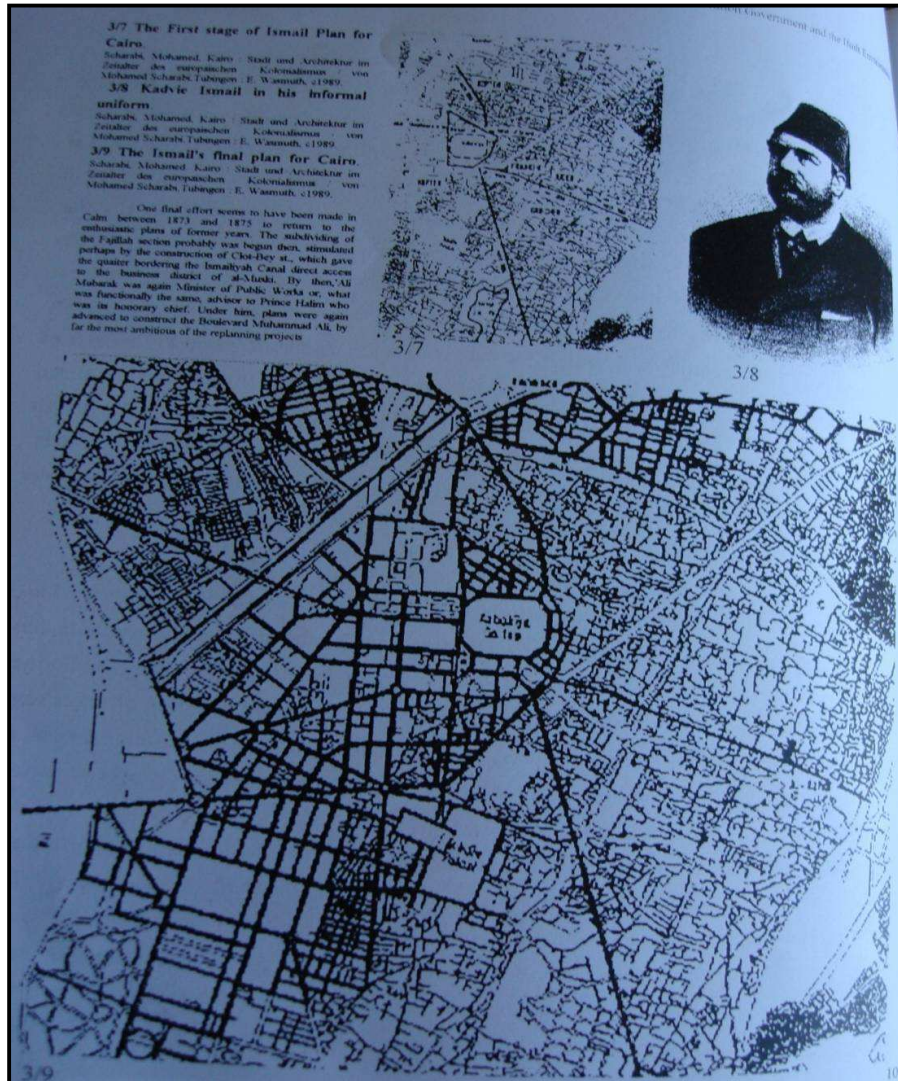 on Government and the Built Environ
3/7 The First stage of Ismail Plan for
Cairo.
Scharabi, Mohamed, Kairo : Stadt und Architektur im
Zeitalter des europaischen Kolonialismus / von
Mohamed Scharabi, Tubingen : E. Wasmuth, c1989.
3/8 Kadvie Ismail in his informal
uniform
Scharabi, Mohamed, Kairo : Stadt und Architektur im
Zeitalter des europaischen Kolonialismus / von
Mohamed Scharabi, Tubingen : E. Wasmuth, c1989.
3/9 The Ismail's final plan for Cairo.
Scharabi, Mohamed, Kairo : Stadt und Architektur im
Zeitalter des europaischen Kolonialismus / von
Mohamed Scharabi, Tubingen : E. Wasmuth, c1989.
One final effort seems to have been made in
between 1873 and 1875 to return to the
enthusiastic plans of former years. The subdividing of
the section probably was begun then, stimulated
perhaps by the construction of Clot-Bey st., which gave
the bordering the Ismailiyah Canal direct access
to the business district of al-Muski. By then,'Ali
Mubarak was again Minister of Public Works or, what
was functionally the same, advisor to Prince Halim who
was its honorary chief. Under him, plans were again
advanced to construct the Boulevard Muhammad Ali, by
far the most ambitious of the replanning projects
3/7
3/8
3/9
10